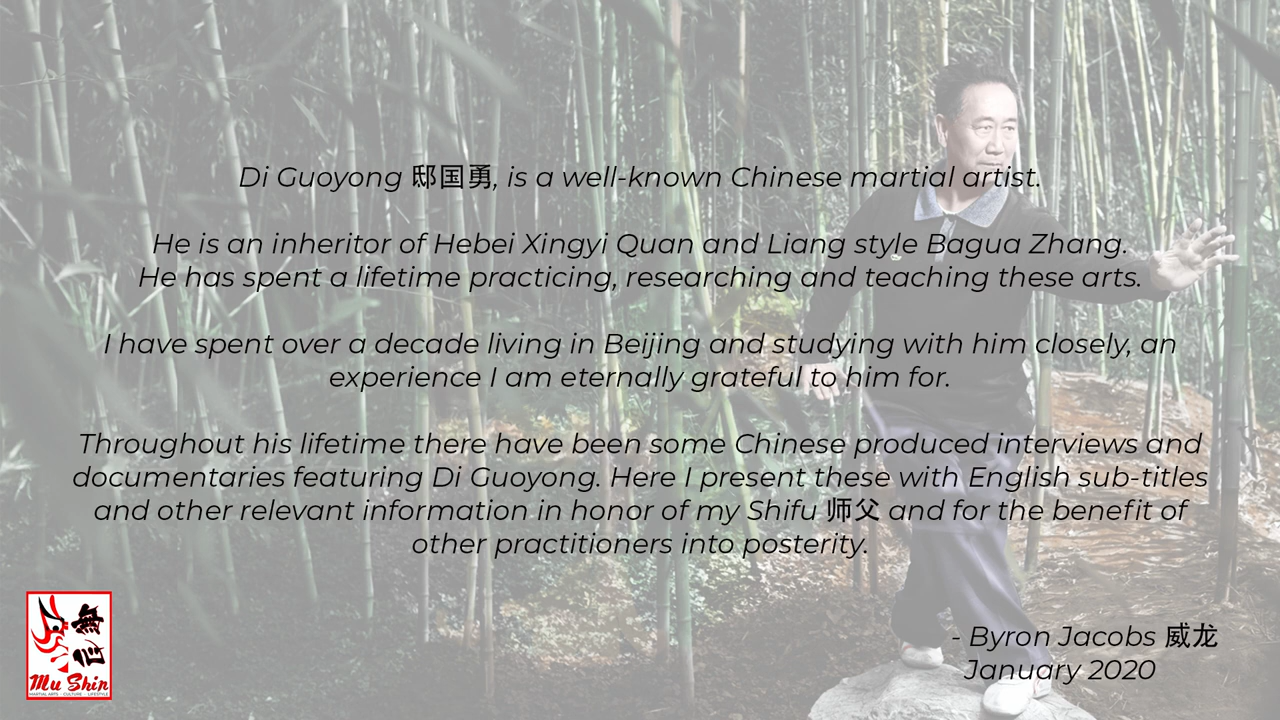 Di Guoyong 邸国勇, is a well-known Chinese martial artist.
He is an inheritor of Hebei Xingyi Quan and Liang style Bagua Zhang.
He has spent a lifetime practicing, researching and teaching these arts.
I have spent over a decade living in Beijing and studying with him closely, an
experience I am eternally grateful to him for.
Throughout his lifetime there have been some Chinese produced interviews and
documentaries featuring Di Guoyong. Here I present these with English sub-titles
and other relevant information in honor of my Shifu 师父 and for the benefit of
other practitioners into posterity.
- Byron Jacobs 威龙
January 2020
無心
Mu Shin
MARTIAL ARTS - CULTURE - LIFESTYLE